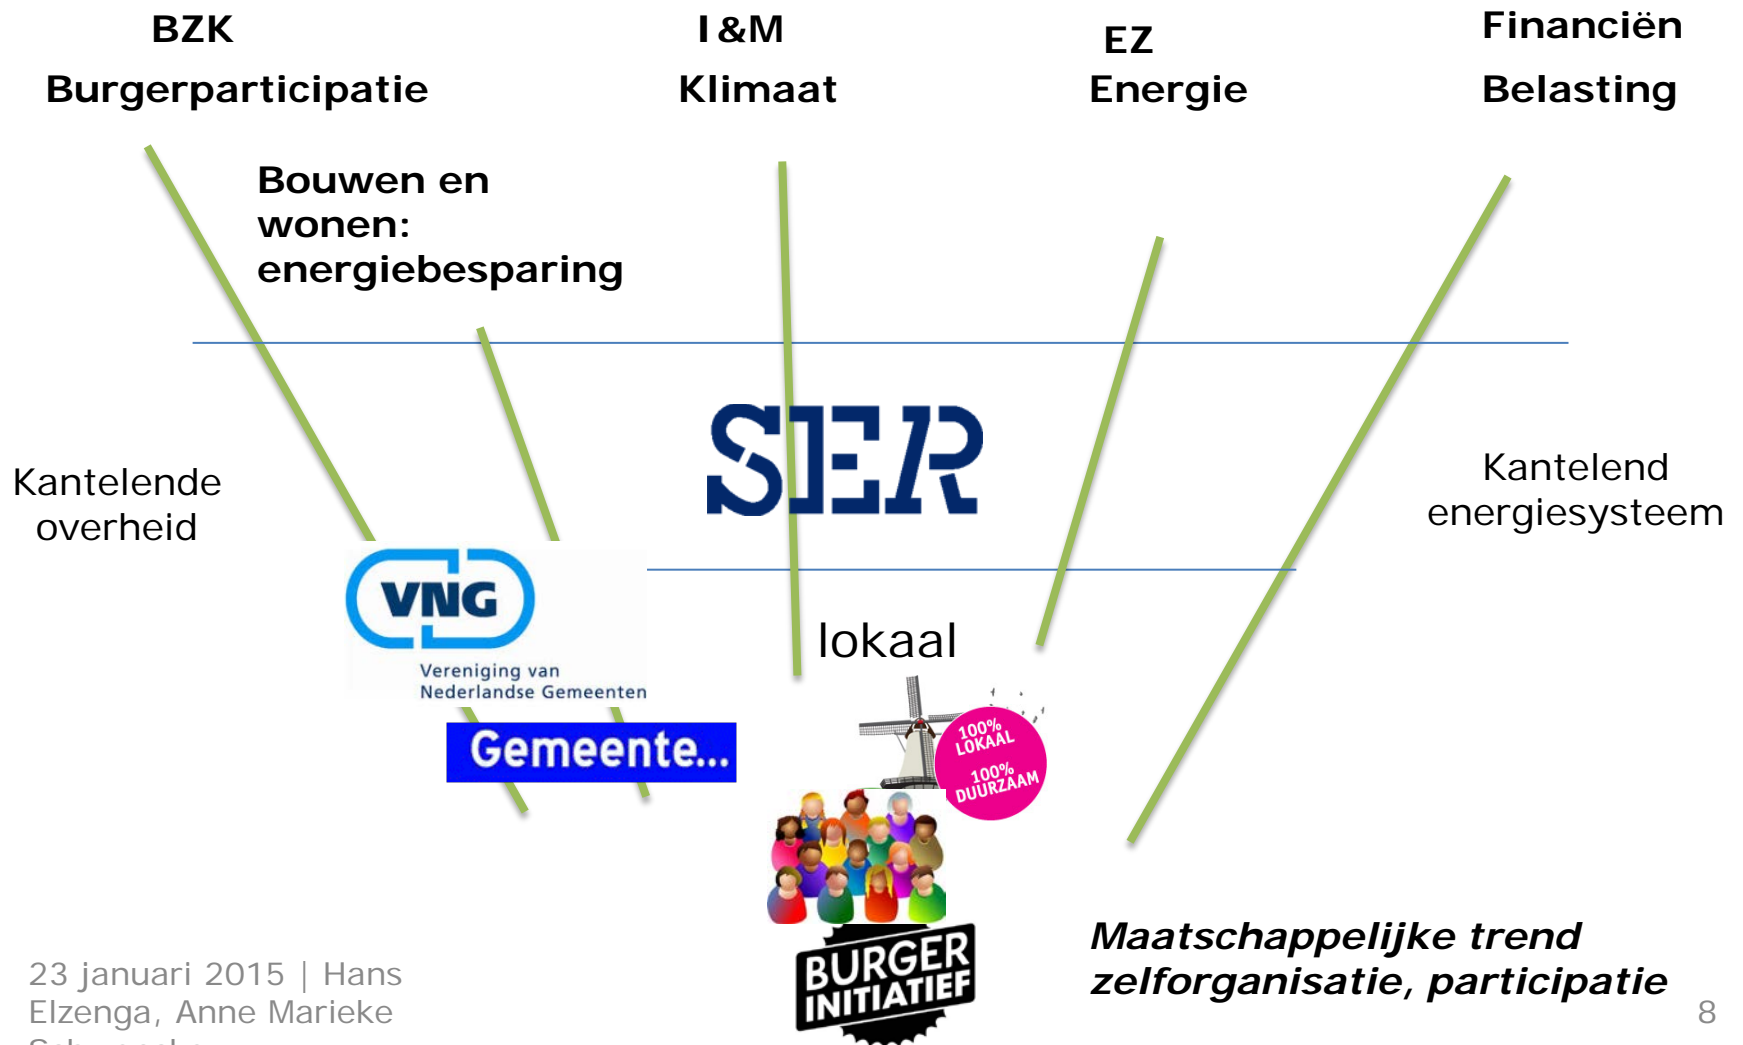 BZK
Burgerparticipatie
I&M
Klimaat
EZ
Energie
Financiën
Belasting
Bouwen en
wonen:
energiebesparing
SER
Kantelende
overheid
Kantelend
energiesysteem
VNG
Vereniging van
Nederlandse Gemeenten
lokaal
Gemeente...
100%
LOKAAL
100%
DUURZAAM
BURGER
INITIATIEF
Maatschappelijke trend
zelforganisatie, participatie
23 januari 2015 | Hans
Elzenga, Anne Marieke
8